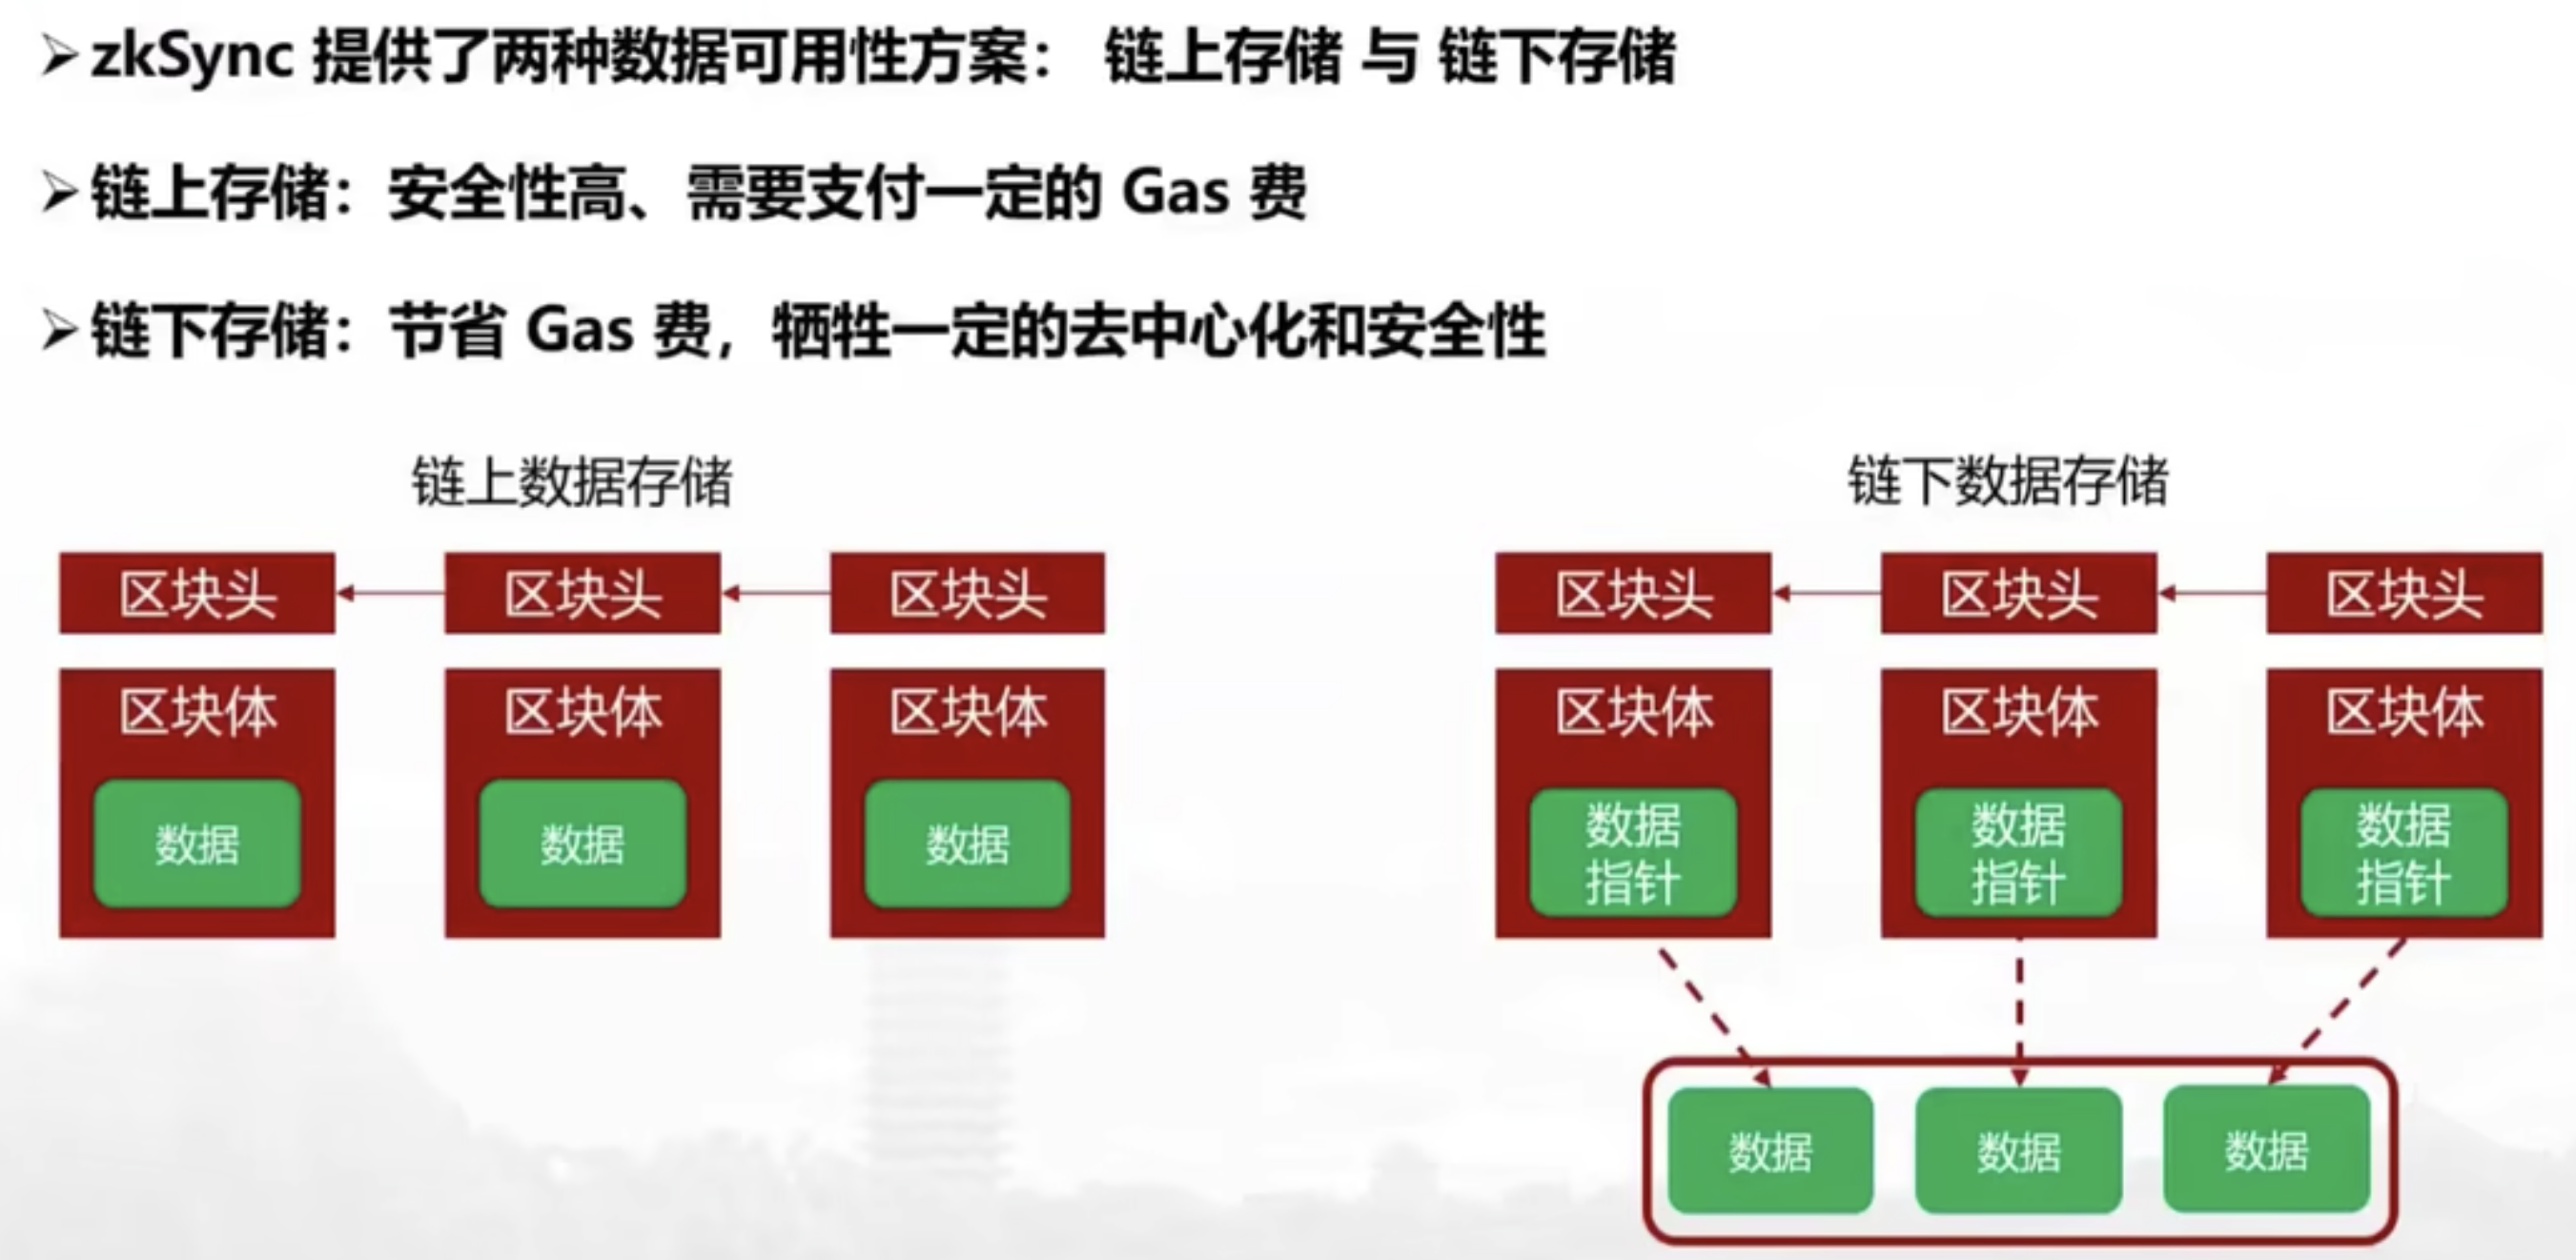 zkSync 提供了两种数据可用性方案： 链上存储 与 链下存储
链上存储：安全性高、需要支付一定的 Gas 费
链下存储：节省 Gas 费，牺牲一定的去中心化和安全性
链上数据存储
区块头
区块头
区块头
区块体
区块体
区块体
数据
数据
数据
链下数据存储
区块头
区块头
区块头
区块体
区块体
区块体
数据
指针
数据
指针
数据
指针
数据
数据
数据